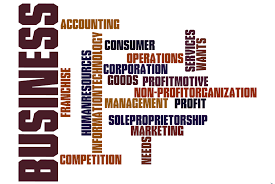 BUSINESS
ACCOUNTING
FRANCHISE
HUMANRESOURCES
INFORMATIONTECHNOLOGY
CONSUMER
OPERATIONS
CORPORATION
GOODS
PROFITMOTIVE
SERVICES
WANTS
NON-PROFITORGANIZATION
MANAGEMENT
PROFIT
SOLEPROPRIETORSHIP
MARKETING
NEEDS
COMPETITION